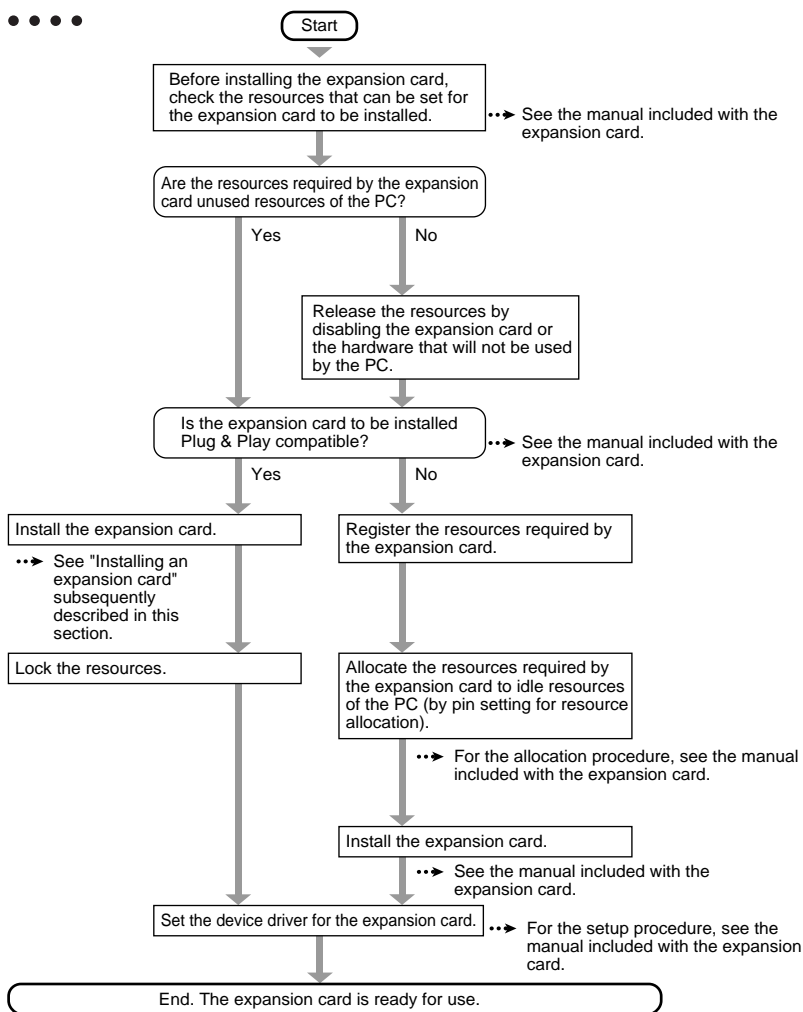 Start
Before installing the expansion card,
check the resources that can be set for
the expansion card to be installed.
See the manual included with the
expansion card.
Are the resources required by the expansion
card unused resources of the PC?
Yes
No
Release the resources by
disabling the expansion card or
the hardware that will not be used
by the PC.
Is the expansion card to be installed
Plug & Play compatible?
See the manual included with the
expansion card.
Yes
No
Install the expansion card.
See "Installing an
expansion card"
subsequently
described in this
section.
Register the resources required by
the expansion card.
Lock the resources.
Allocate the resources required by
the expansion card to idle resources
of the PC (by pin setting for resource
allocation).
For the allocation procedure, see the manual
included with the expansion card.
Install the expansion card.
See the manual included with the
expansion card.
Set the device driver for the expansion card.
For the setup procedure, see the
manual included with the expansion
card.
End. The expansion card is ready for use.